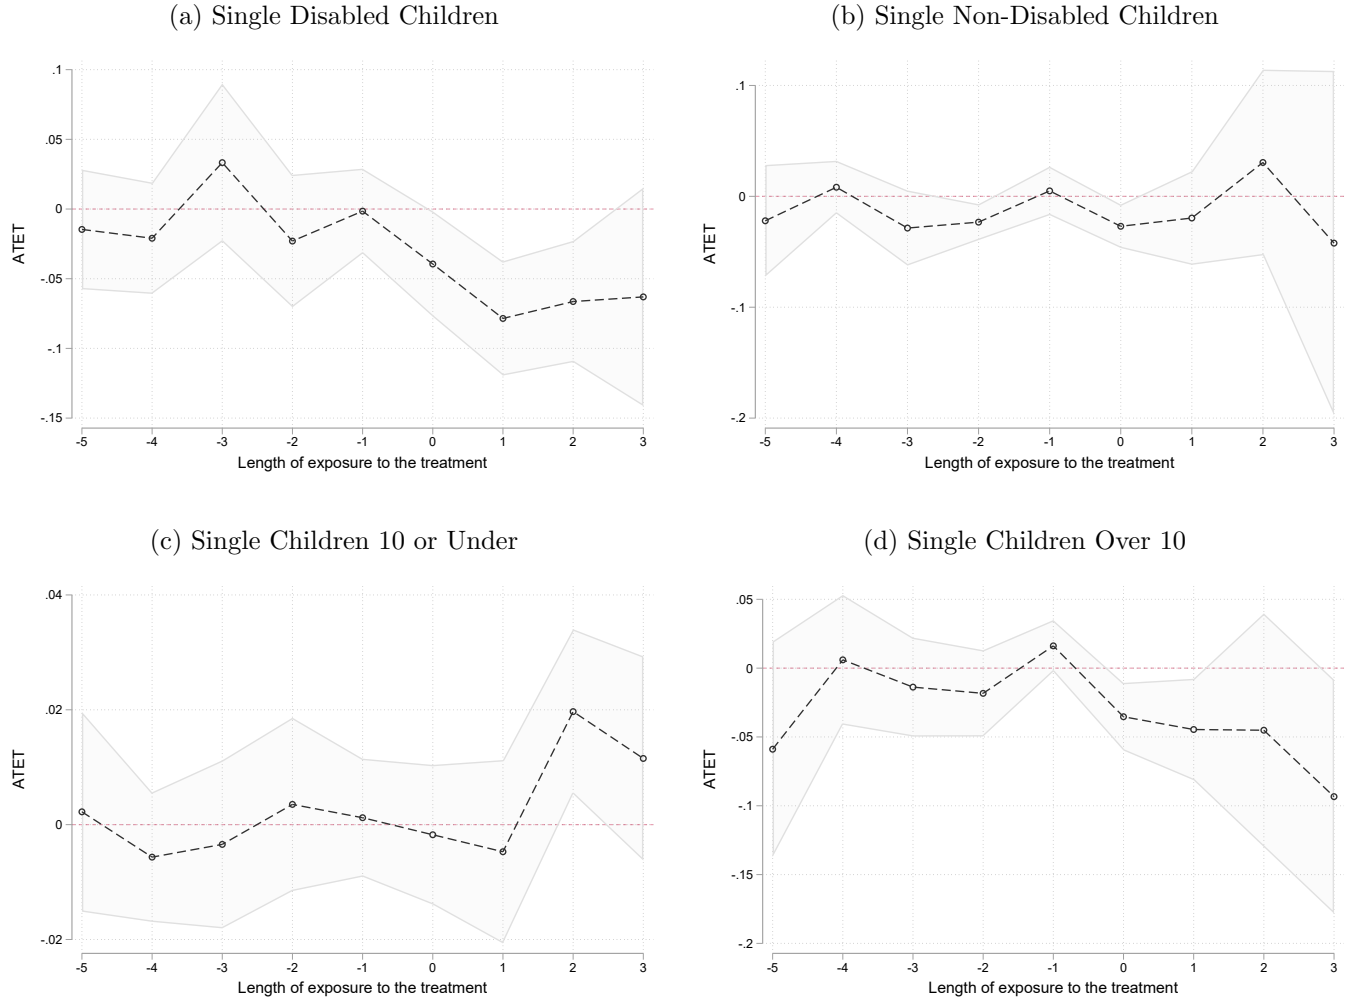 (a) Single Disabled Children
.1
.05
0
-.05
-.1
-.15
ATET
-5 -4 -3 -2 -1 0 1 2 3
Length of exposure to the treatment
(b) Single Non-Disabled Children
.1
0
-.1
-.2
ATET
-5 -4 -3 -2 -1 0 1 2 3
Length of exposure to the treatment
(c) Single Children 10 or Under
.04
.02
0
-.02
ATET
-5 -4 -3 -2 -1 0 1 2 3
Length of exposure to the treatment
(d) Single Children Over 10
.05
0
-.05
-.1
-.15
-.2
ATET
-5 -4 -3 -2 -1 0 1 2 3
Length of exposure to the treatment